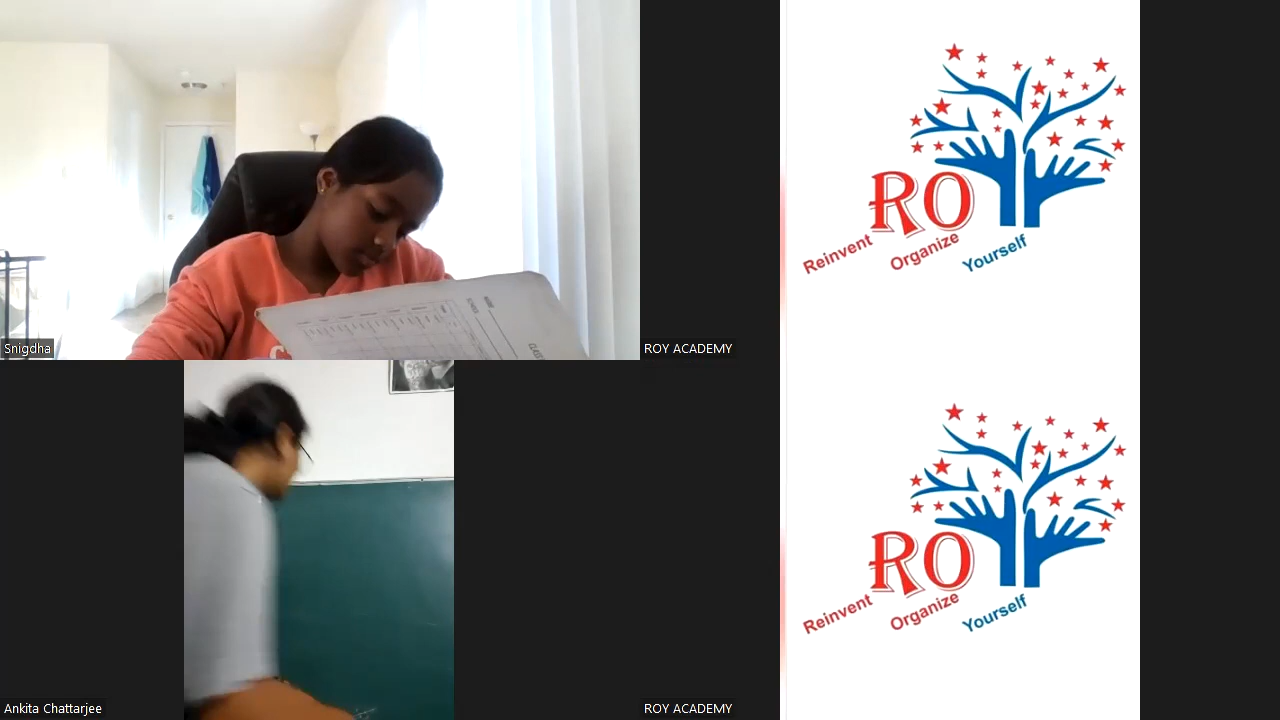 Snigdha
RO
Reinvent Organize Yourself
ROY ACADEMY
Ankita Chattarjee
RO
Reinvent Organize Yourself
ROY ACADEMY